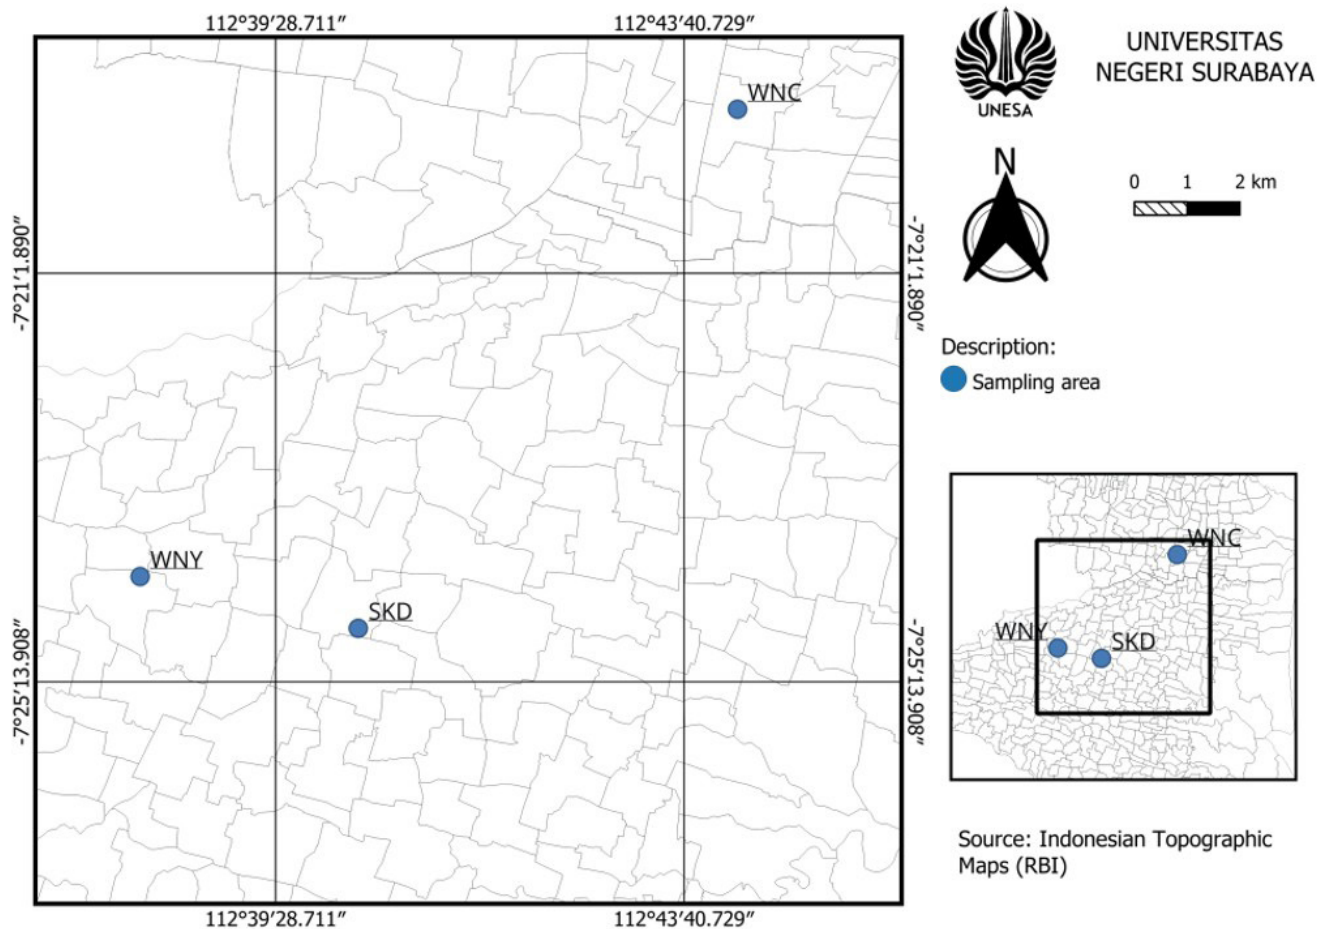 112°39′28.711″
112°43′40.729″
WNC
-7°21′1.890″
-7°21′1.890″
WNY
SKD
-7°25′13.908″
-7°25′13.908″
112°39′28.711″
112°43′40.729″
UNESA
UNIVERSITAS
NEGERI SURABAYA
N
0 1 2 km
Description:
Sampling area
WNC
WNY
SKD
Source: Indonesian Topographic
Maps (RBI)